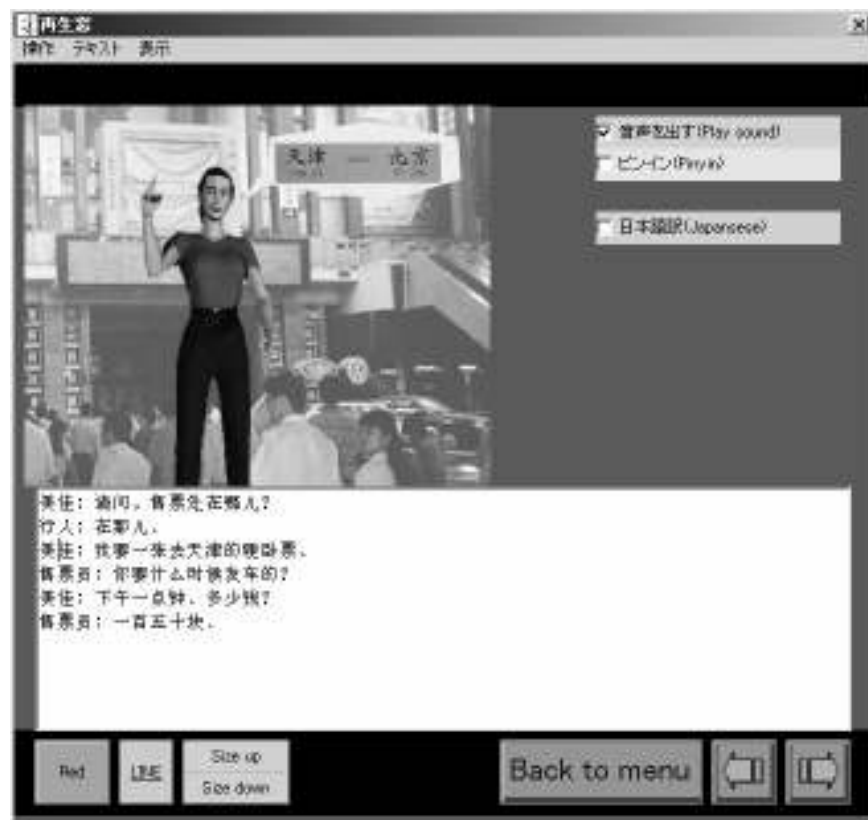 再生窓
操作 テキスト 表示
天津 — 北京
音声を出す(Play sound)
ピンイン(Pinyin)
日本語訳(Japansese)
美佳: 请问。售票处在哪儿?
行人: 在那儿。
美佳: 我要一张去天津的硬卧票。
售票员: 你要什么时候发车的?
美佳: 下午一点钟。多少钱?
售票员: 一百五十块。
Red
LINE
Size up
Size down
Back to menu